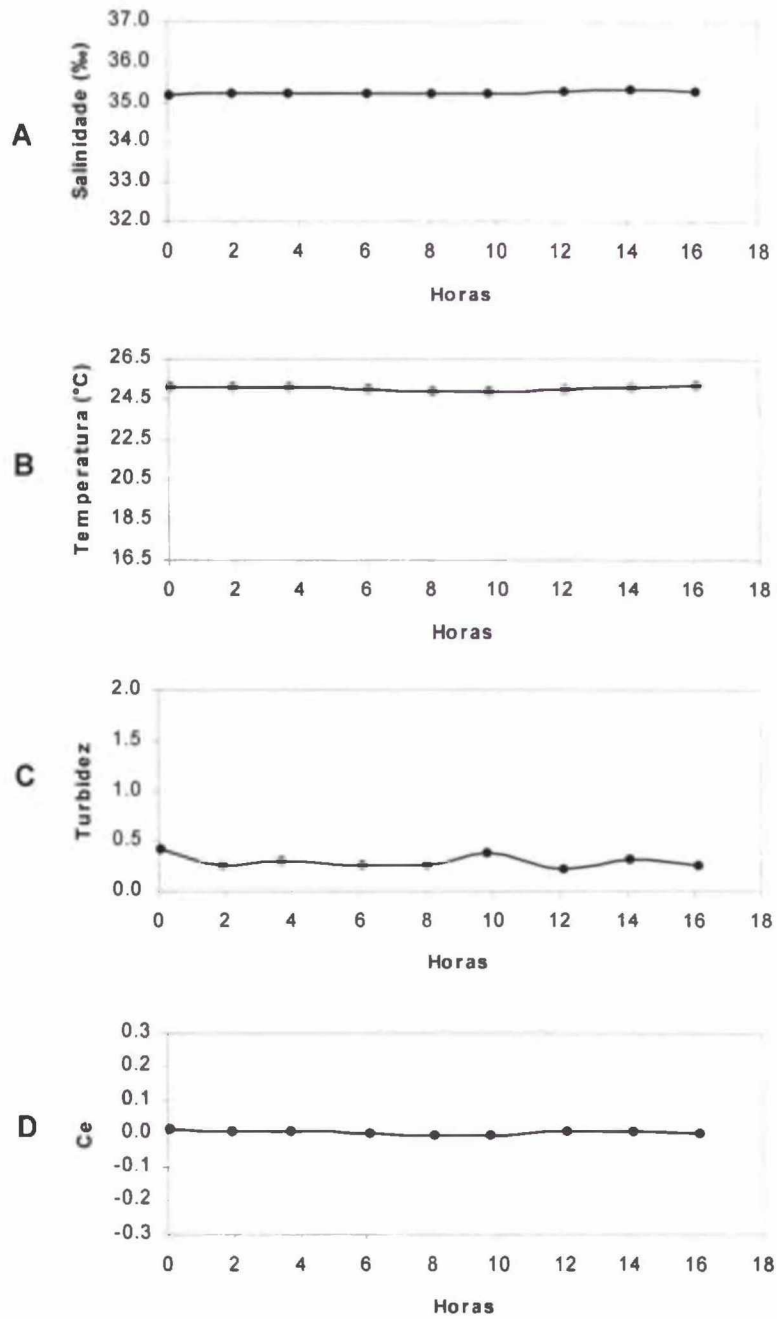 A
Salinidade (‰)
37.0
36.0
35.0
34.0
33.0
32.0
0 2 4 6 8 10 12 14 16 18
Horas
B
Temperatura (°C)
26.5
24.5
22.5
20.5
18.5
16.5
0 2 4 6 8 10 12 14 16 18
Horas
C
Turbidez
2.0
1.5
1.0
0.5
0.0
0 2 4 6 8 10 12 14 16 18
Horas
D
Ce
0.3
0.2
0.1
0.0
-0.1
-0.2
-0.3
0 2 4 6 8 10 12 14 16 18
Horas